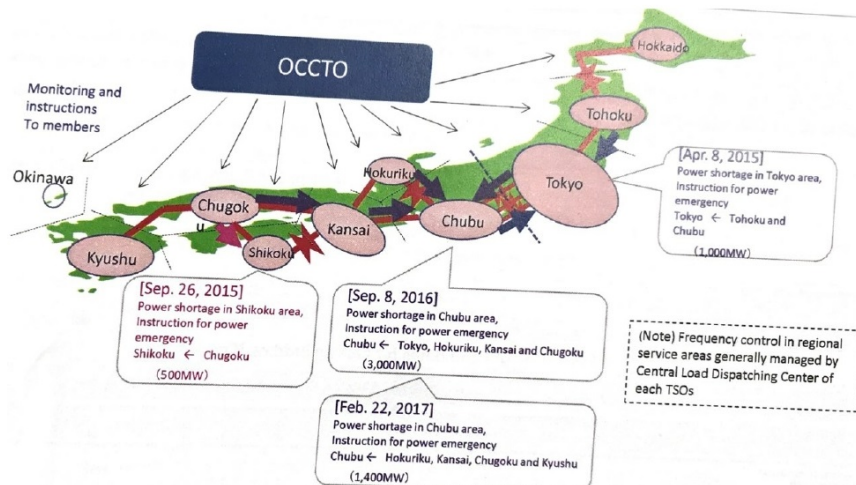 OCCTO
Monitoring and
instructions
To members
Okinawa
Hokkaido
Tohoku
Tokyo
Hokuriku
Chubu
Kansai
Chugok
u
Shikoku
Kyushu
[Apr. 8, 2015]
Power shortage in Tokyo area,
Instruction for power
emergency
Tokyo ← Tohoku and
Chubu
(1,000MW)
[Sep. 26, 2015]
Power shortage in Shikoku area,
Instruction for power
emergency
Shikoku ← Chugoku
(500MW)
[Sep. 8, 2016]
Power shortage in Chubu area,
instruction for power emergency
Chubu ← Tokyo, Hokuriku, Kansai and Chugoku
(3,000MW)
[Feb. 22, 2017]
Power shortage in Chubu area,
Instruction for power emergency
Chubu ← Hokuriku, Kansai, Chugoku and Kyushu
(1,400MW)
(Note) Frequency control in regional
service areas generally managed by
Central Load Dispatching Center of
each TSOs